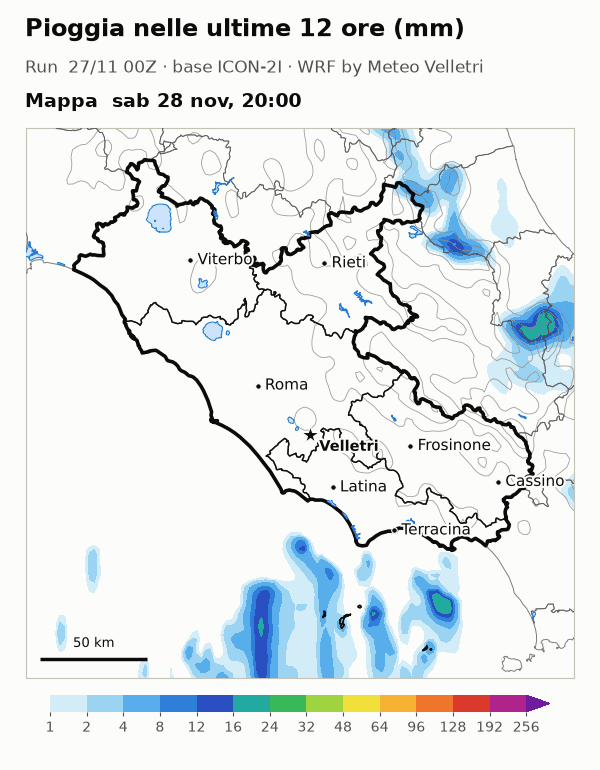 Pioggia nelle ultime 12 ore (mm)
Run  27/11 00Z · base ICON-2I · WRF by Meteo Velletri
Mappa  sab 28 nov, 20:00
Viterbo
Rieti
Roma
Velletri
Frosinone
Cassino
Latina
Terracina
50 km
1 2 4 8 12 16 24 32 48 64 96 128 192 256